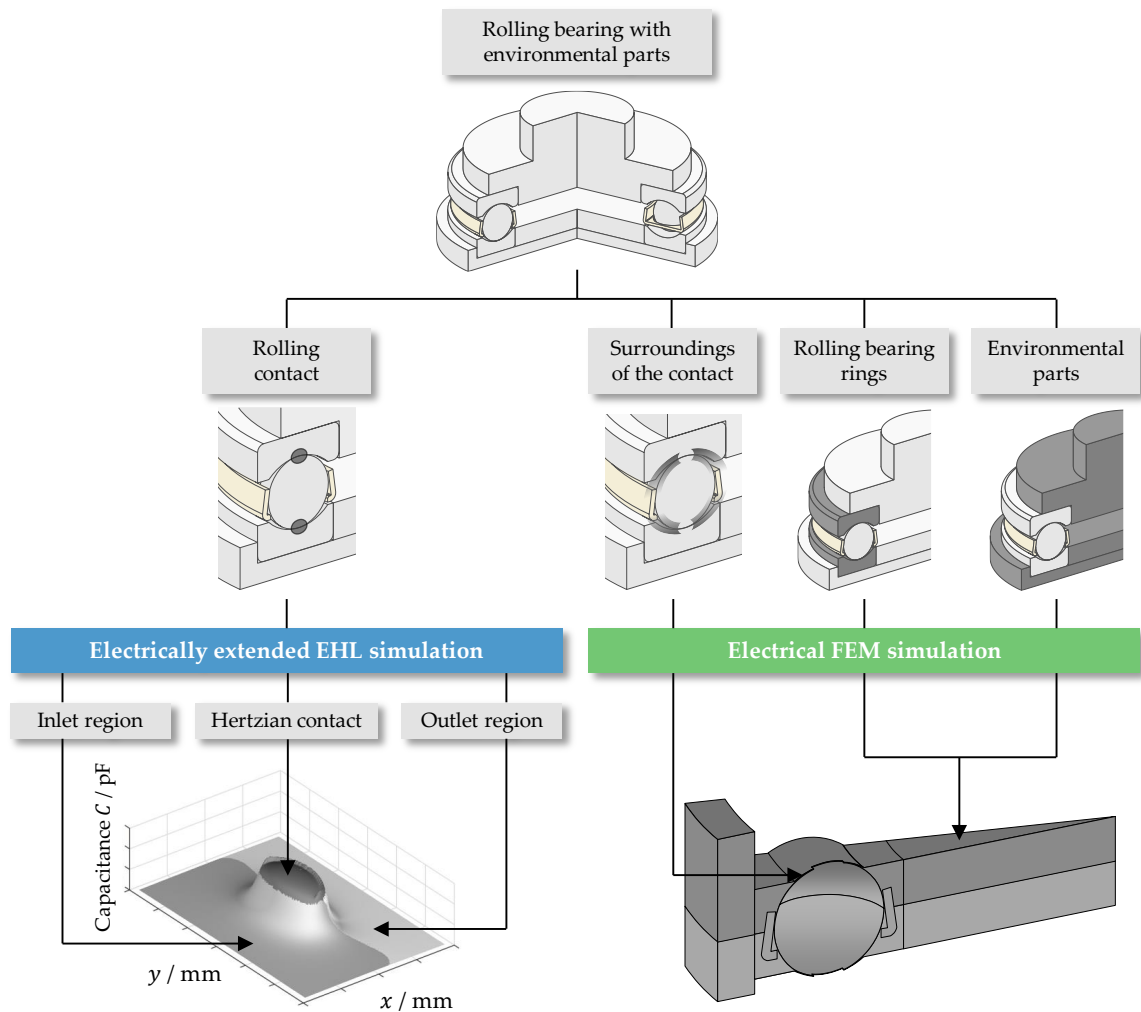 Rolling bearing with
environmental parts
Rolling
contact
Surroundings
of the contact
Rolling bearing
rings
Environmental
parts
Electrically extended EHL simulation
Electrical FEM simulation
Inlet region
Hertzian contact
Outlet region
Capacitance C / pF
y / mm
x / mm